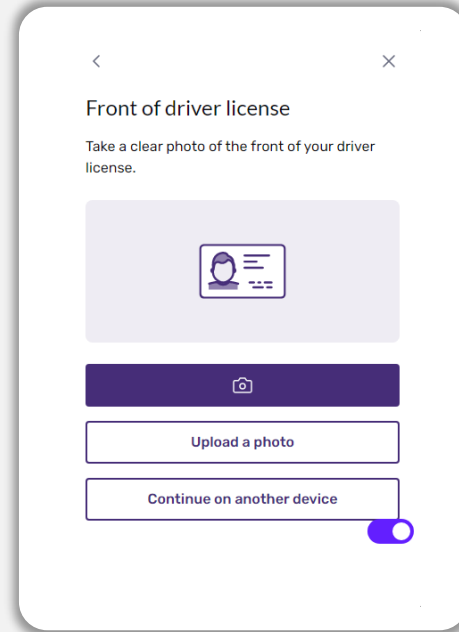 Front of driver license
Take a clear photo of the front of your driver
license.
Upload a photo
Continue on another device